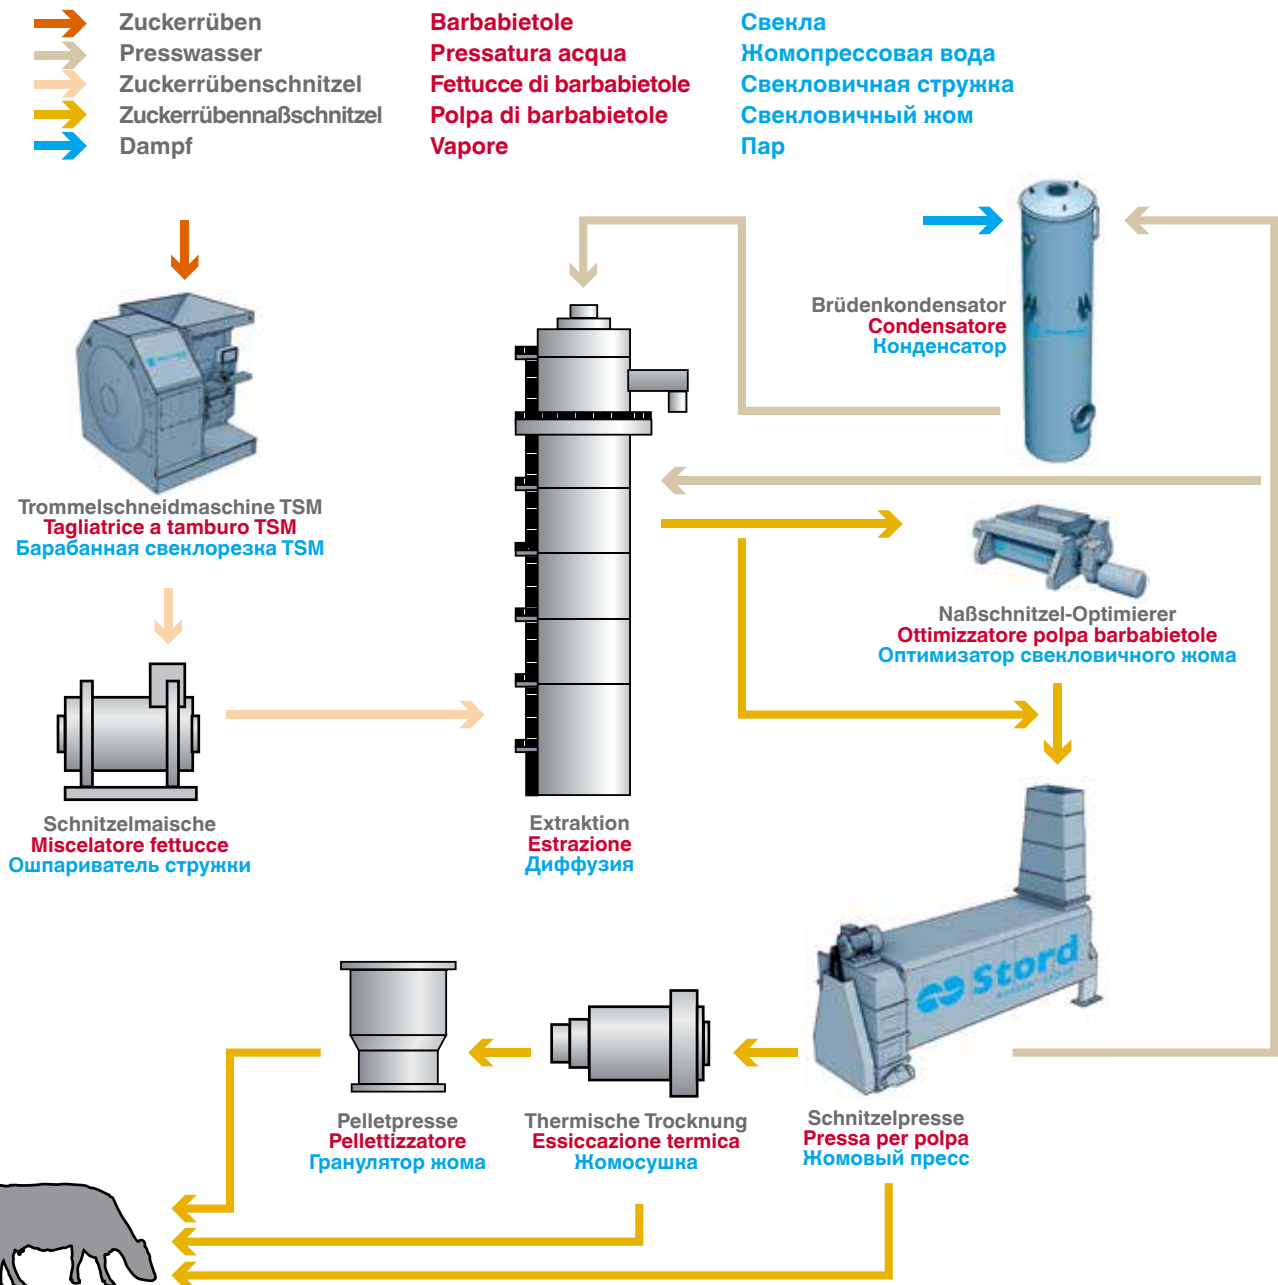 Zuckerrüben Barbabietole Свекла
Presswasser Pressatura acqua Жомопрессовая вода
Zuckerrübenschnitzel Fettucce di barbabietole Свекловичная стружка
Zuckerrübennaßschnitzel Polpa di barbabietole Свекловичный жом
Dampf Vapore Пар
Brüdenkondensator
Condensatore
Конденсатор
Trommelschneidmaschine TSM
Tagliatrice a tamburo TSM
Барабанная свеклорезка TSM
Naßschnitzel-Optimierer
Ottimizzatore polpa barbabietole
Оптимизатор свекловичного жома
Schnitzelmaische
Miscelatore fettucce
Ошпариватель стружки
Extraktion
Estrazione
Диффузия
Stord
Pelletpresse
Pellettizzatore
Гранулятор жома
Thermische Trocknung
Essiccazione termica
Жомосушка
Schnitzelpresse
Pressa per polpa
Жомовый пресс